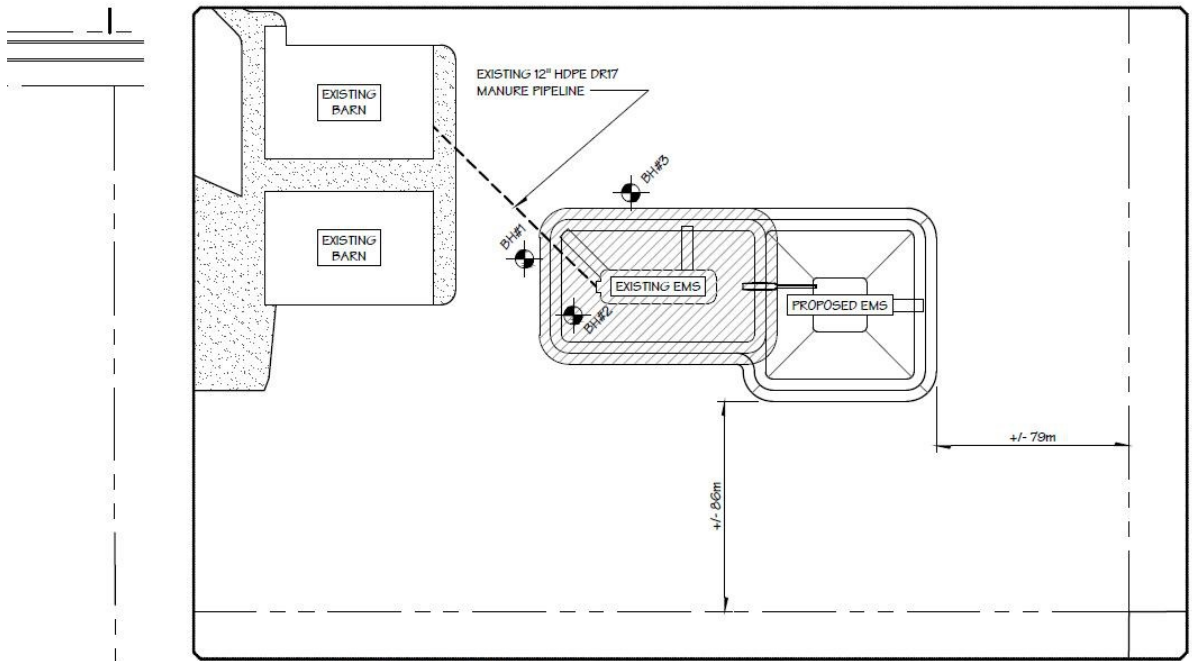 EXISTING 12" HDPE DR17
MANURE PIPELINE
EXISTING
BARN
BH#3
BH#1
EXISTING
BARN
EXISTING EMS
PROPOSED EMS
BH#2
+/- 79m
+/- 86m